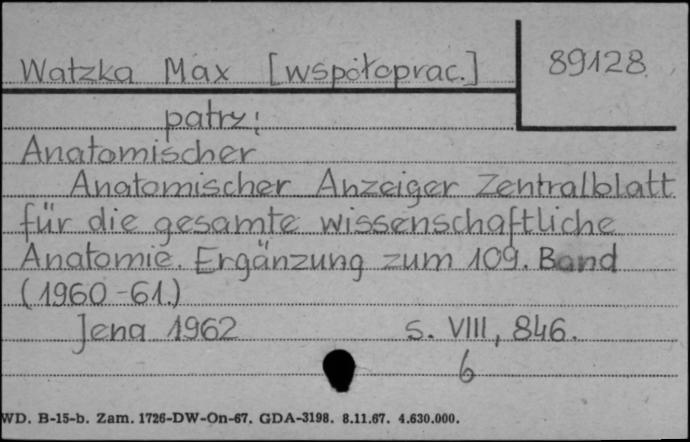 Watzka Max [współoprac.] 89128
patrz:
Anatomischer
Anatomischer Anzeiger Zentralblatt
für die gesamte wissenschaftliche
Anatomie. Ergänzung zum 109. Band
(1960-61.)
Jena 1962 s. VIII, 846.
6
WD. B-15-b. Zam. 1726-DW-On-67. GDA-3198. 8.11.67. 4.630.000.